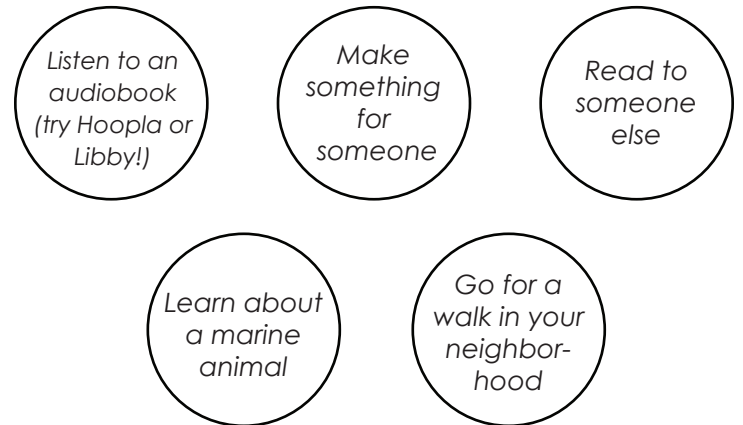 Listen to an
audiobook
(try Hoopla or
Libby!)
Make
something
for
someone
Read to
someone
else
Learn about
a marine
animal
Go for a
walk in your
neighbor-
hood